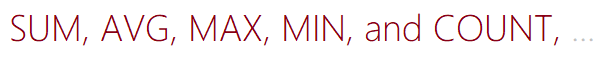 SUM, AVG, MAX, MIN, and COUNT, ...